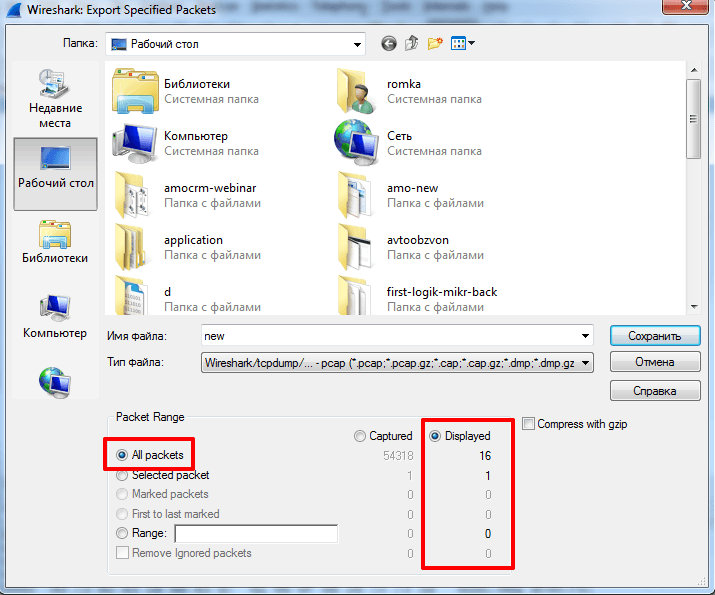 Wireshark: Export Specified Packets
Папка:
Рабочий стол
Недавние
места
Рабочий стол
Библиотеки
Компьютер
Библиотеки
Системная папка
romka
Системная папка
Компьютер
Системная папка
Сеть
Системная папка
amocrm-webinar
Папка с файлами
amo-new
Папка с файлами
application
Папка с файлами
avtoobzvon
Папка с файлами
d
Папка с файлами
first-logik-mikr-back
Папка с файлами
Имя файла:
new
Сохранить
Тип файла:
Wireshark/tcpdump/... - pcap (*.pcap;*.pcap.gz;*.cap;*.cap.gz;*.dmp;*.dmp.gz
Отмена
Справка
Packet Range
Captured
Displayed
Compress with gzip
All packets
54318
16
Selected packet
1
1
Marked packets
0
0
First to last marked
0
0
Range:
0
0
Remove Ignored packets
0
0